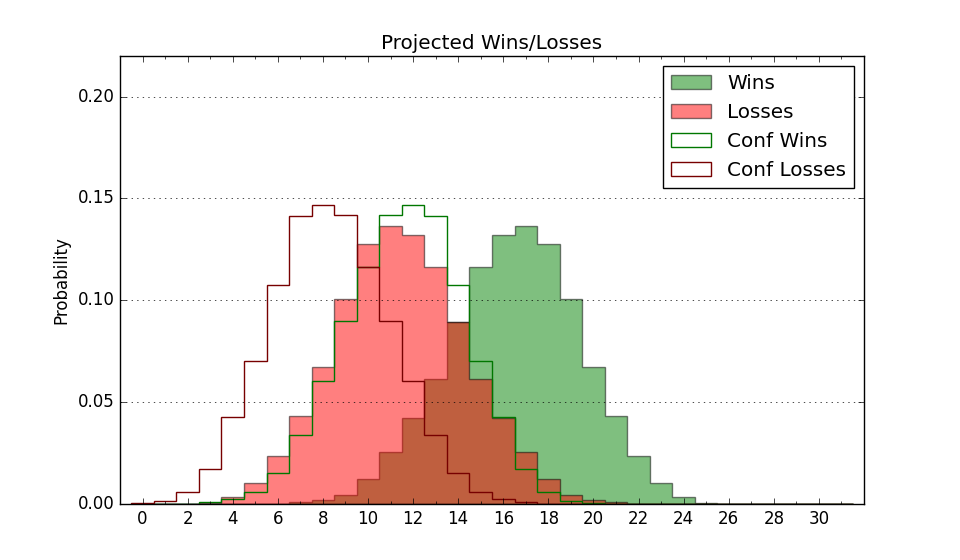 Projected Wins/Losses
Wins
Losses
Conf Wins
Conf Losses
Probability
0.20
0.15
0.10
0.05
0.00
0 2 4 6 8 10 12 14 16 18 20 22 24 26 28 30